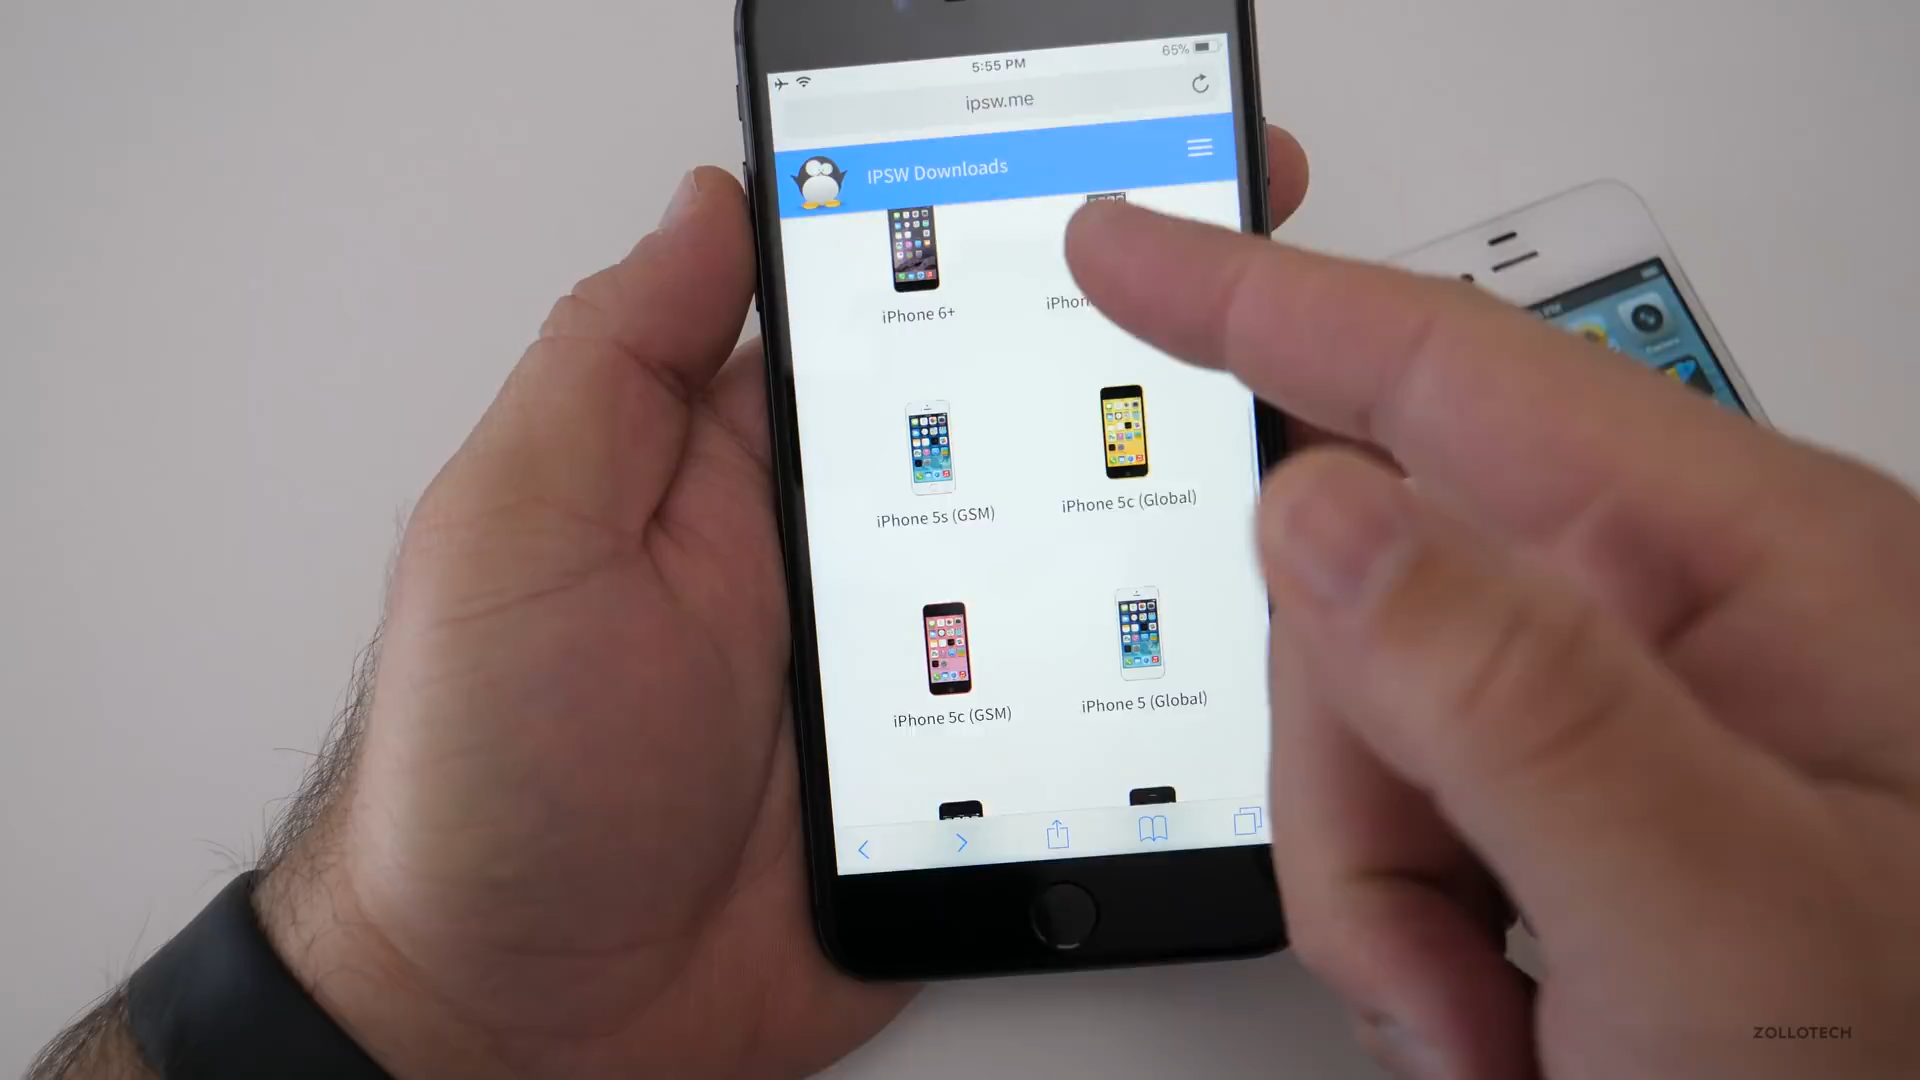 65%
5:55 PM
ipsw.me
IPSW Downloads
iPhone 6+
iPhone 5s (GSM)
iPhone 5c (Global)
iPhone 5c (GSM)
iPhone 5 (Global)
ZOLLOTECH